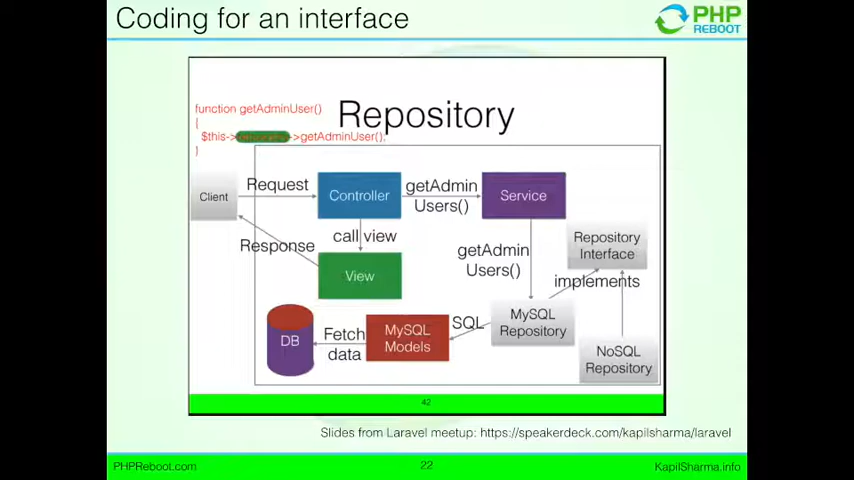 Coding for an interface
PHP
REBOOT
function getAdminUser()
{
$this->
->getAdminUser();
}
Repository
Client
Request
Controller
getAdmin
Users()
Service
Response
call view
View
getAdmin
Users()
Repository
Interface
implements
DB
Fetch
data
MySQL
Models
SQL
MySQL
Repository
NoSQL
Repository
42
Slides from Laravel meetup: https://speakerdeck.com/kapilsharma/laravel
PHPReboot.com
22
KapilSharma.info